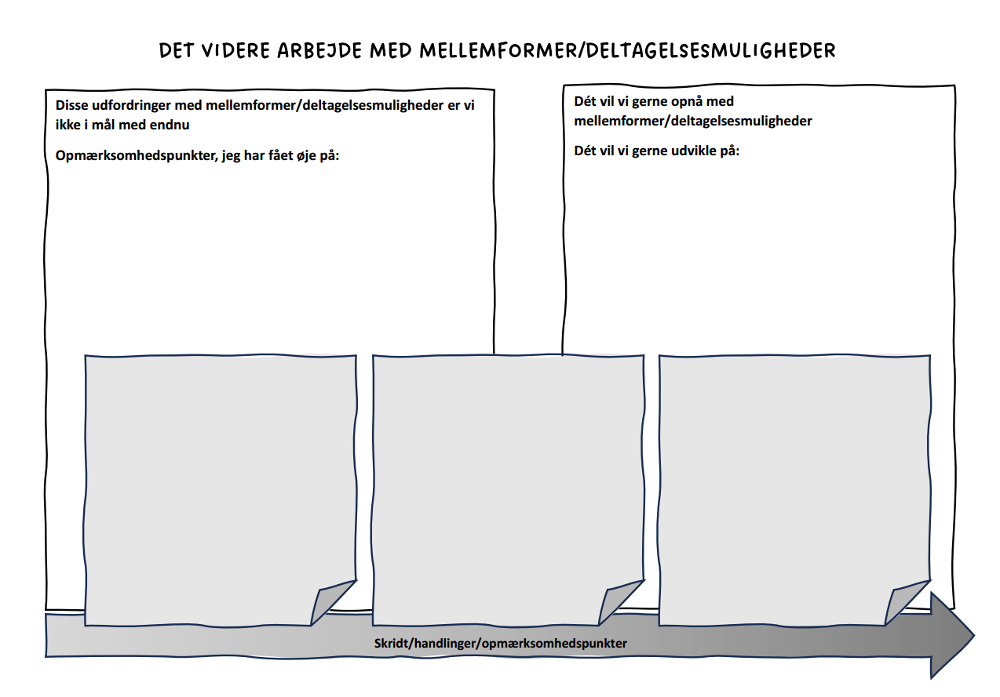 DET VIDERE ARBEJDE MED MELLEMFORMER/DELTAGELSESMULIGHEDER
Disse udfordringer med mellemformer/deltagelsesmuligheder er vi
ikke i mål med endnu
Opmærksomhedspunkter, jeg har fået øje på:
Dét vil vi gerne opnå med
mellemformer/deltagelsesmuligheder
Dét vil vi gerne udvikle på:
Skridt/handlinger/opmærksomhedspunkter